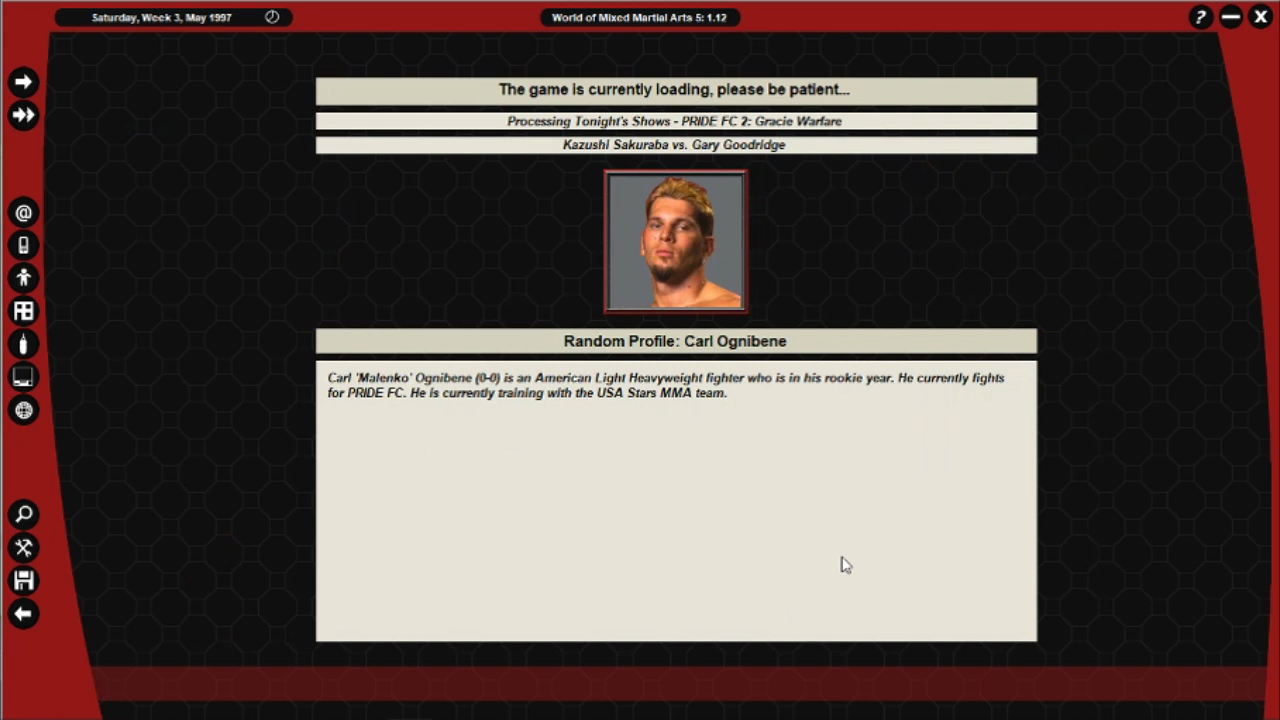 Saturday, Week 3, May 1997
World of Mixed Martial Arts 5: 1.12
?
X
@
The game is currently loading, please be patient...
Processing Tonight's Shows - PRIDE FC 2: Gracie Warfare
Kazushi Sakuraba vs. Gary Goodridge
Random Profile: Carl Ognibene
Carl 'Malenko' Ognibene (0-0) is an American Light Heavyweight fighter who is in his rookie year. He currently fights
for PRIDE FC. He is currently training with the USA Stars MMA team.